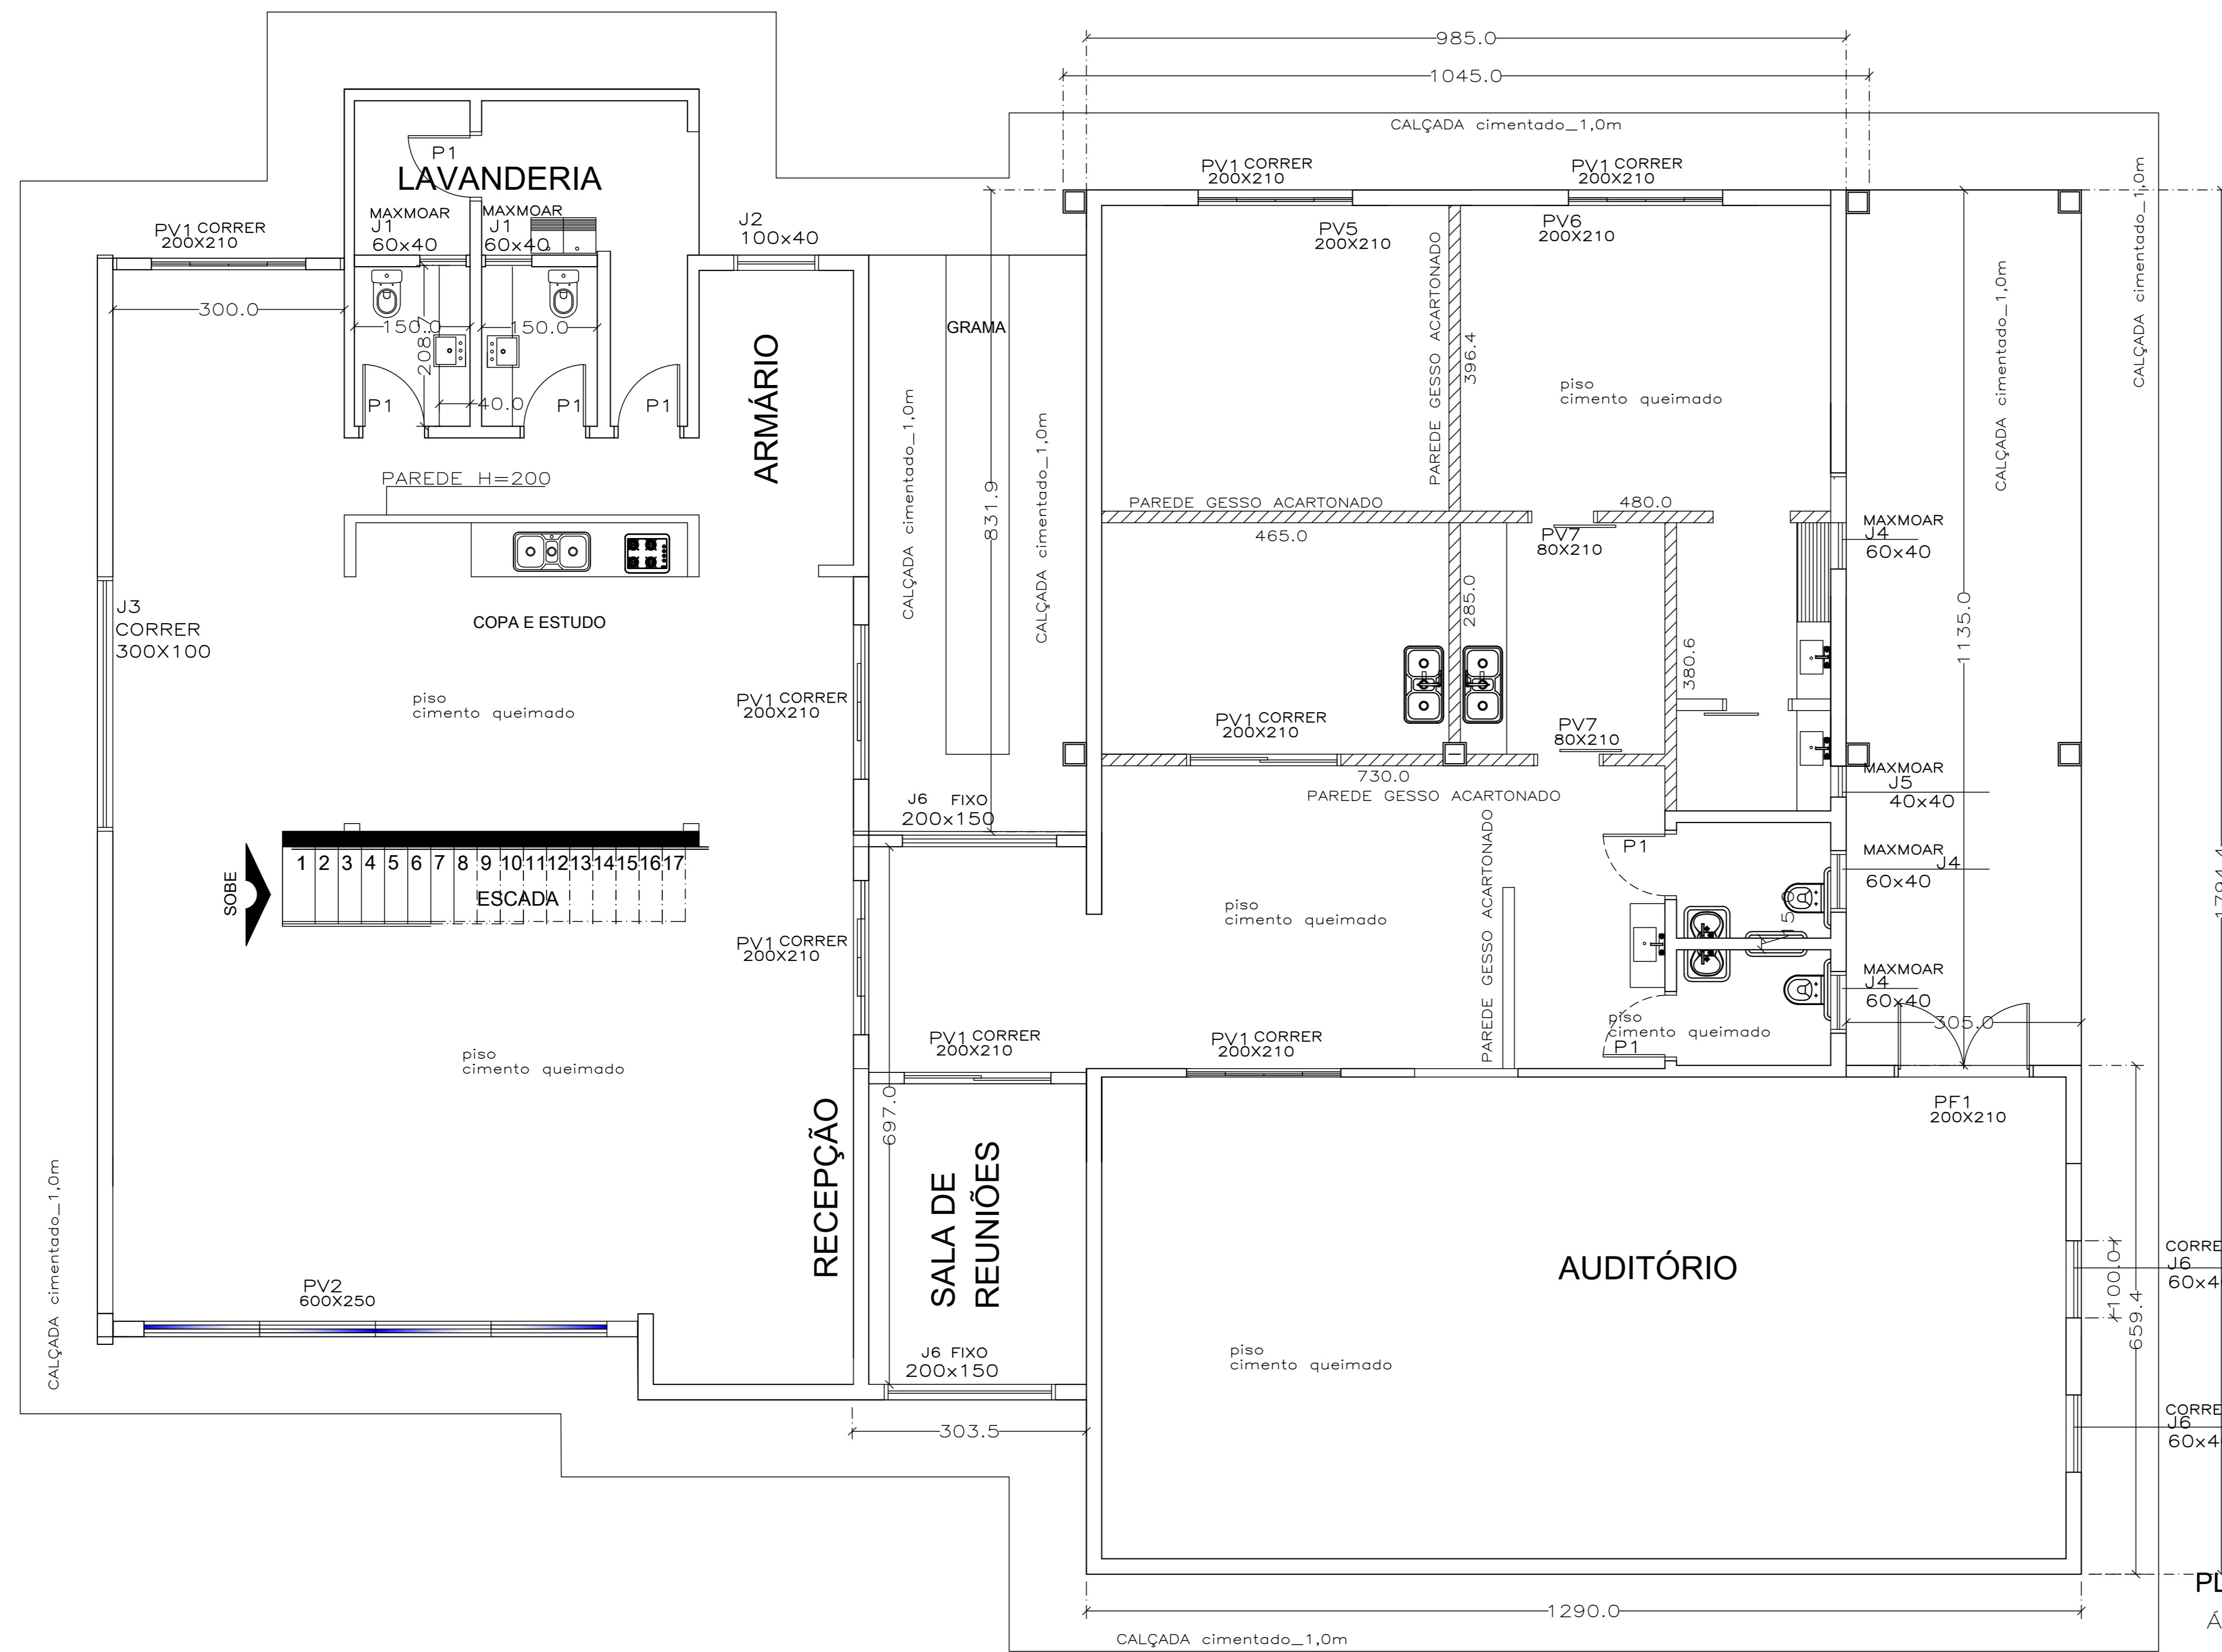 985.0
1045.0
CALÇADA cimentado_1,0m
P1
LAVANDERIA
MAXMOAR
J1
60x40
MAXMOAR
J1
60x40
PV1 CORRER
200X210
J2
100x40
PV1 CORRER
200X210
PV1 CORRER
200X210
PV5
200X210
PV6
200X210
CALÇADA cimentado_1,0m
CALÇADA cimentado_1,0m
300.0
150.0
150.0
208.7
40.0
P1
P1
P1
ARMÁRIO
GRAMA
CALÇADA cimentado_1,0m
CALÇADA cimentado_1,0m
831.9
PAREDE GESSO ACARTONADO
396.4
piso
cimento queimado
PAREDE H=200
PAREDE GESSO ACARTONADO
465.0
480.0
PV7
80X210
MAXMOAR
J4
60x40
J3
CORRER
300X100
COPA E ESTUDO
285.0
380.6
1135.0
piso
cimento queimado
PV1 CORRER
200X210
PV1 CORRER
200X210
PV7
80X210
730.0
PAREDE GESSO ACARTONADO
MAXMOAR
J5
40x40
J6 FIXO
200x150
PAREDE GESSO ACARTONADO
P1
MAXMOAR
J4
60x40
1794.4
SOBE
1 2 3 4 5 6 7 8 9 10 11 12 13 14 15 16 17
ESCADA
PV1 CORRER
200X210
piso
cimento queimado
MAXMOAR
J4
60x40
305.0
piso
cimento queimado
P1
piso
cimento queimado
PV1 CORRER
200X210
PV1 CORRER
200X210
697.0
RECEPÇÃO
SALA DE
REUNIÕES
PF1
200X210
AUDITÓRIO
CORRE
J6
60x4
100.0
659.4
CALÇADA cimentado_1,0m
PV2
600X250
J6 FIXO
200x150
piso
cimento queimado
CORRE
J6
60x4
303.5
1290.0
CALÇADA cimentado_1,0m